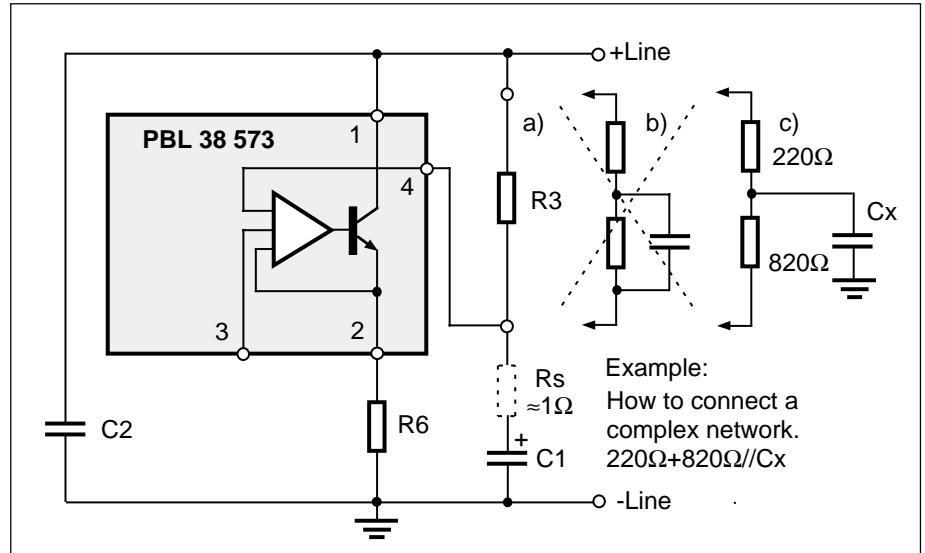 +Line
PBL 38 573
1
4
3
2
a)
R3
b)
c)
220Ω
820Ω
Cx
Rs
≈1Ω
+
C1
C2
R6
Example:
How to connect a
complex network.
220Ω+820Ω//Cx
-Line